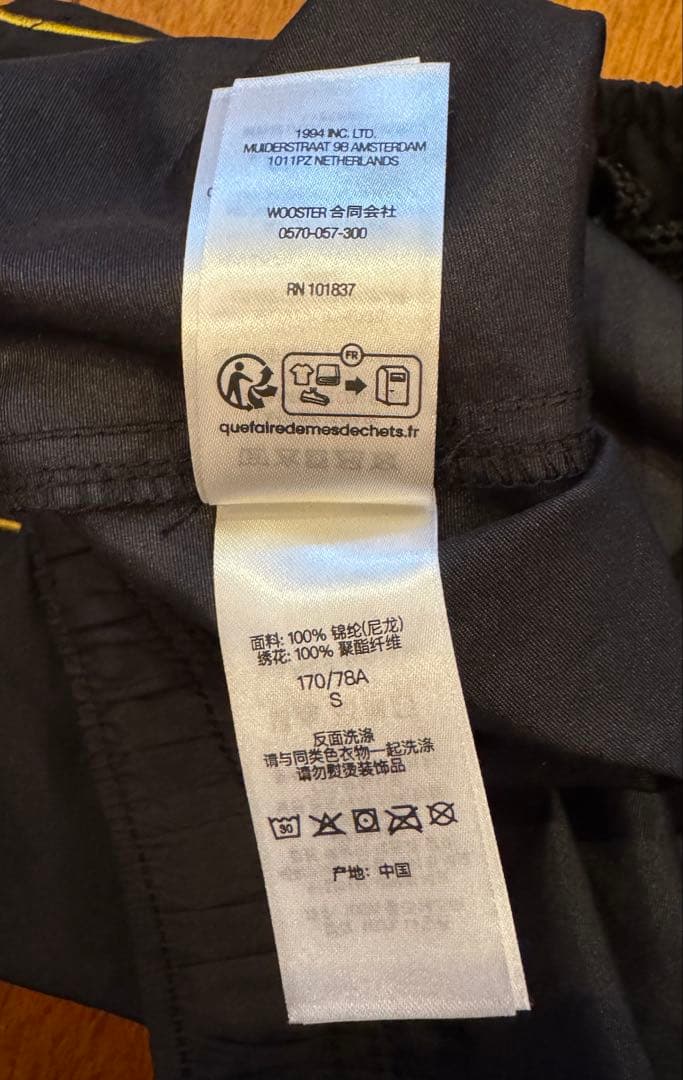 1994 INC. LTD.
MUIDERSTRAAT 9B AMSTERDAM
1011PZ NETHERLANDS
WOOSTER 合同会社
0570-057-300
RN 101837
FR
quefairedemesdechets.fr
面料: 100% 锦纶(尼龙)
绣花: 100% 聚酯纤维
170/78A
S
反面洗涤
请与同类色衣物一起洗涤
请勿熨烫装饰品
30
产地: 中国